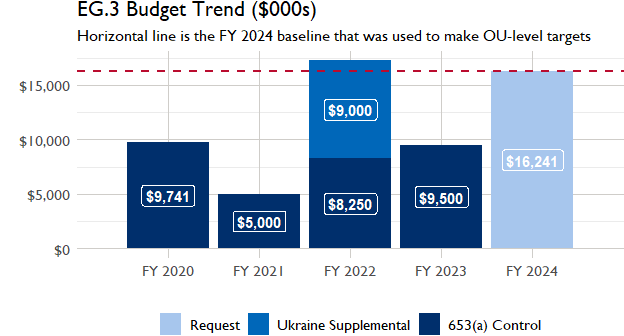 EG.3 Budget Trend ($000s)
Horizontal line is the FY 2024 baseline that was used to make OU-level targets
$15,000
$10,000
$5,000
$0
$9,741
$5,000
$9,000
$8,250
$9,500
$16,241
FY 2020 FY 2021 FY 2022 FY 2023 FY 2024
Request Ukraine Supplemental 653(a) Control